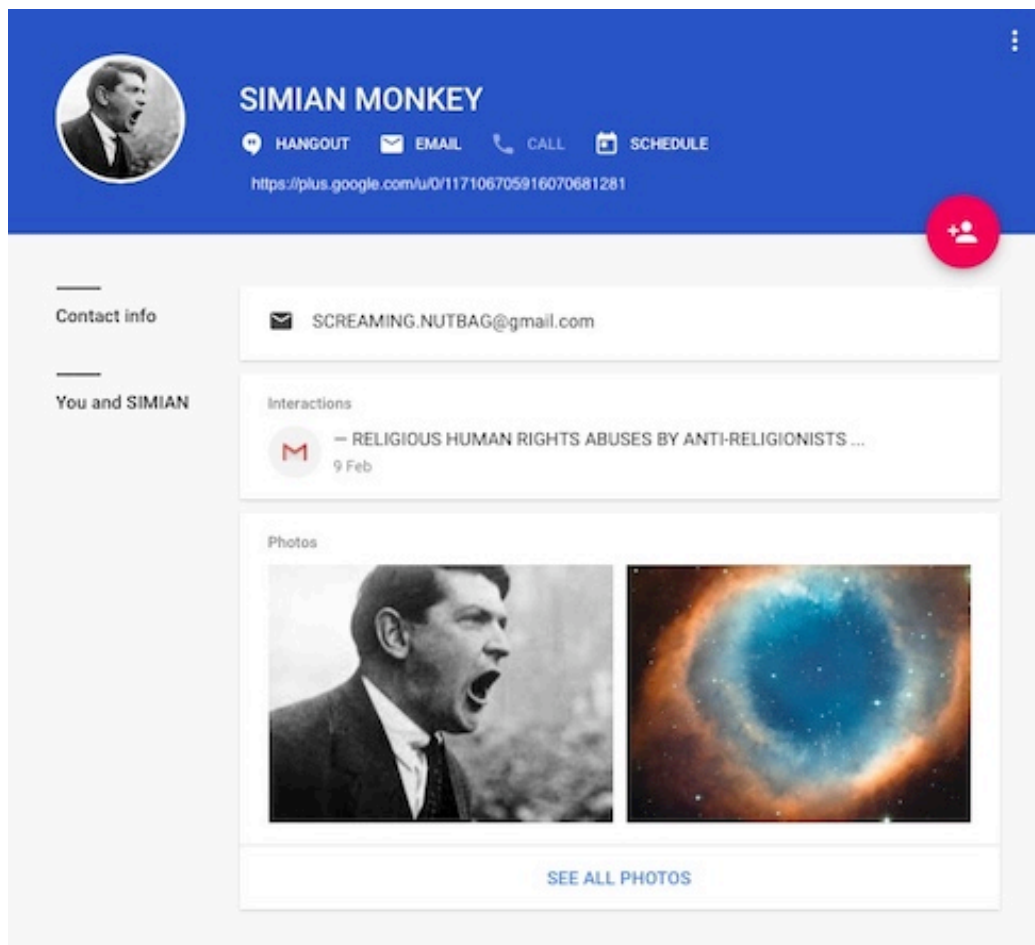 SIMIAN MONKEY
HANGOUT EMAIL CALL SCHEDULE
https://plus.google.com/u/0/117106705916070681281
Contact info
SCREAMING.NUTBAG@gmail.com
You and SIMIAN
Interactions
— RELIGIOUS HUMAN RIGHTS ABUSES BY ANTI-RELIGIONISTS ...
9 Feb
Photos
SEE ALL PHOTOS